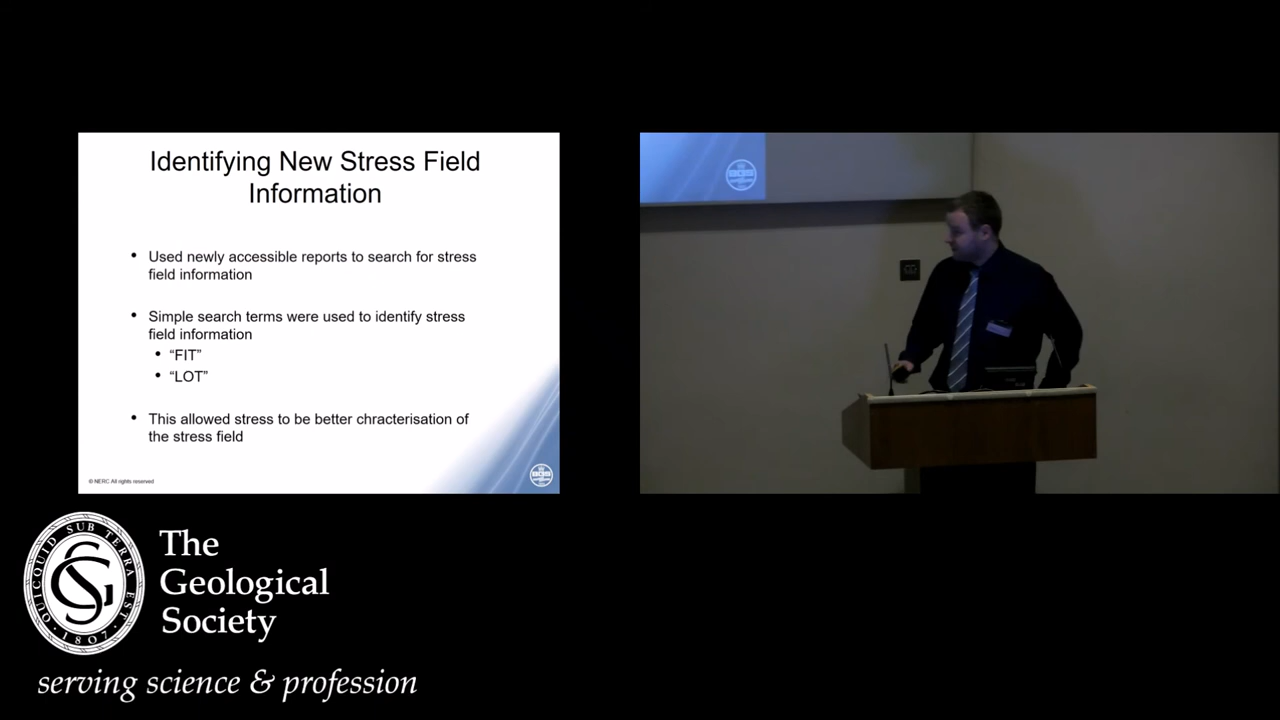 Identifying New Stress Field
Information
• Used newly accessible reports to search for stress
field information
• Simple search terms were used to identify stress
field information
• “FIT”
• “LOT”
• This allowed stress to be better chracterisation of
the stress field
© NERC All rights reserved
BGS
BGS
QUICQUID SUB TERRA EST
1807
The
Geological
Society
serving science & profession